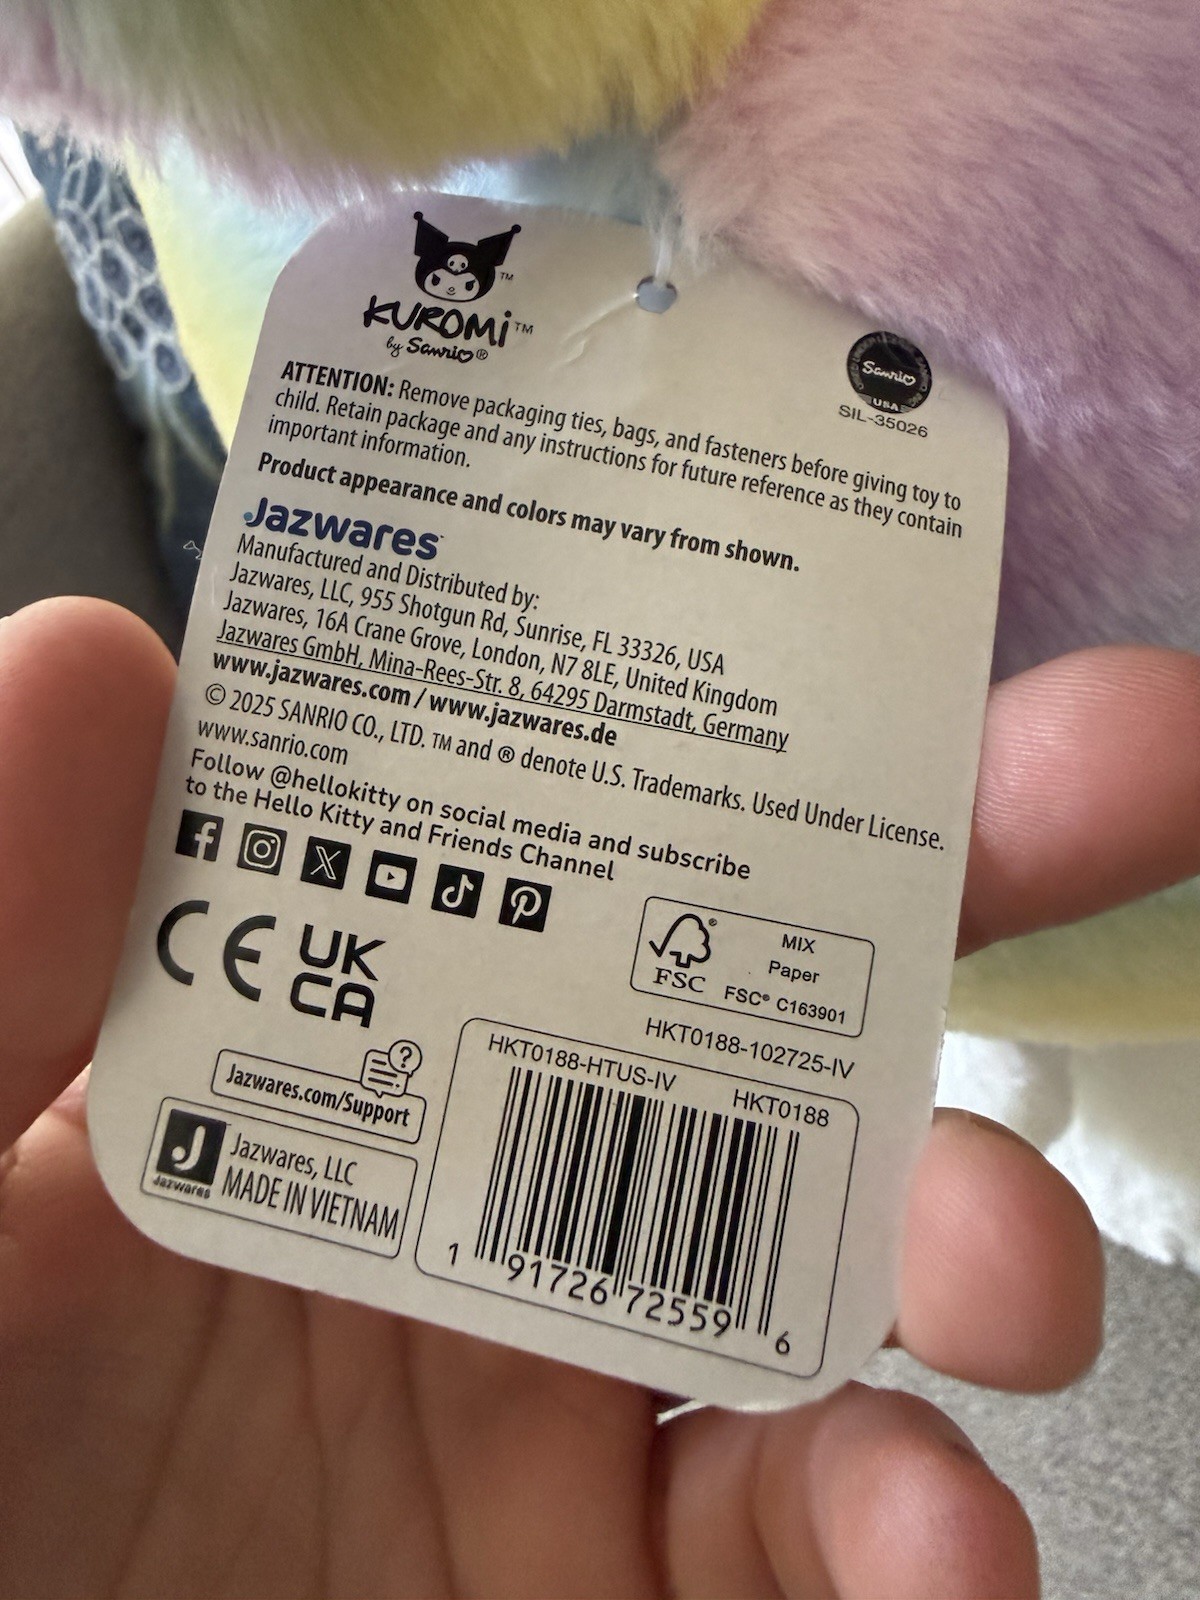 KUROMI™
by Sanrio®
Sanrio
USA
SIL-35026
ATTENTION: Remove packaging ties, bags, and fasteners before giving toy to
child. Retain package and any instructions for future reference as they contain
important information.
Product appearance and colors may vary from shown.
Jazwares
Manufactured and Distributed by:
Jazwares, LLC, 955 Shotgun Rd, Sunrise, FL 33326, USA
Jazwares, 16A Crane Grove, London, N7 8LE, United Kingdom
Jazwares GmbH, Mina-Rees-Str. 8, 64295 Darmstadt, Germany
www.jazwares.com / www.jazwares.de
© 2025 SANRIO CO., LTD. ™ and ® denote U.S. Trademarks. Used Under License.
www.sanrio.com
Follow @hellokitty on social media and subscribe
to the Hello Kitty and Friends Channel
CE
UK
CA
FSC®
MIX
Paper
FSC® C163901
HKT0188-102725-IV
Jazwares.com/Support
Jazwares
Jazwares, LLC
MADE IN VIETNAM
HKT0188-HTUS-IV
HKT0188
1 91726 72559 6